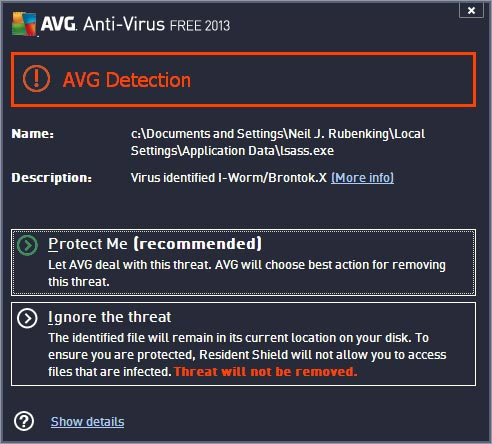 AVG. Anti-Virus FREE 2013
AVG Detection
Name: c:\Documents and Settings\Neil J. Rubenking\Local
Settings\Application Data\lsass.exe
Description: Virus identified I-Worm/Brontok.X (More info)
Protect Me (recommended)
Let AVG deal with this threat. AVG will choose best action for removing
this threat.
Ignore the threat
The identified file will remain in its current location on your disk. To
ensure you are protected, Resident Shield will not allow you to access
files that are infected. Threat will not be removed.
Show details